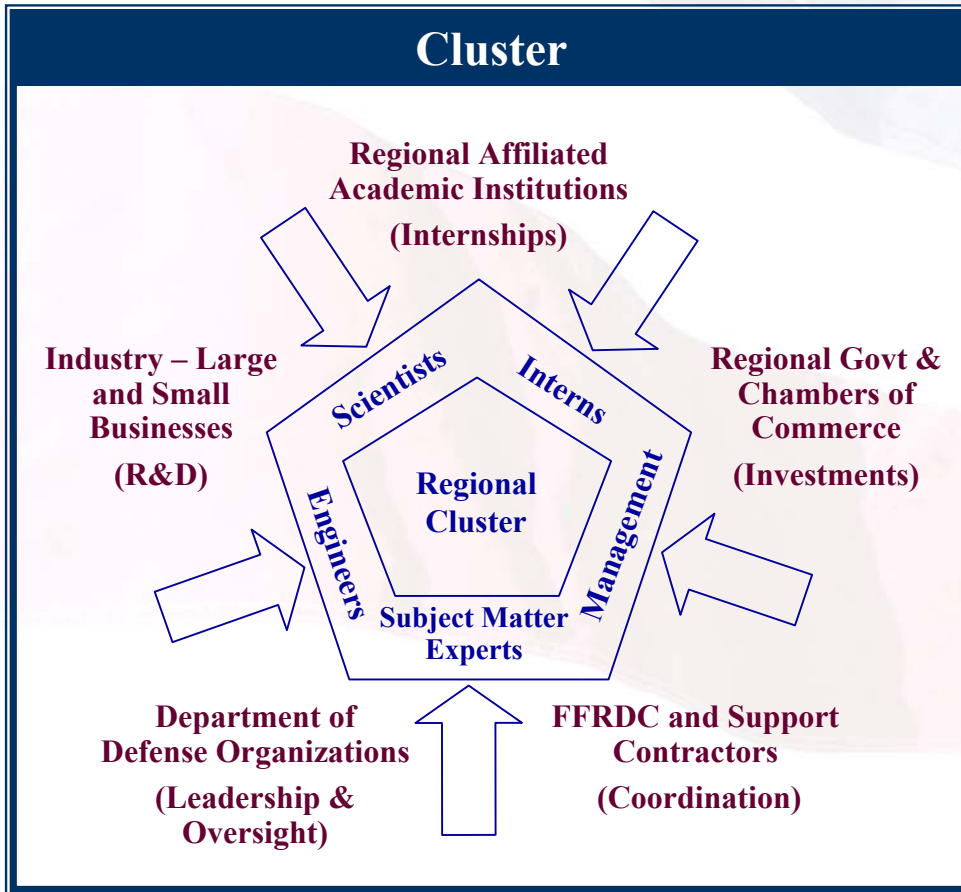 Cluster
Regional Affiliated
Academic Institutions
(Internships)
Industry – Large
and Small
Businesses
(R&D)
Scientists
Interns
Regional Govt &
Chambers of
Commerce
(Investments)
Engineers
Regional
Cluster
Management
Subject Matter
Experts
Department of
Defense Organizations
(Leadership &
Oversight)
FFRDC and Support
Contractors
(Coordination)